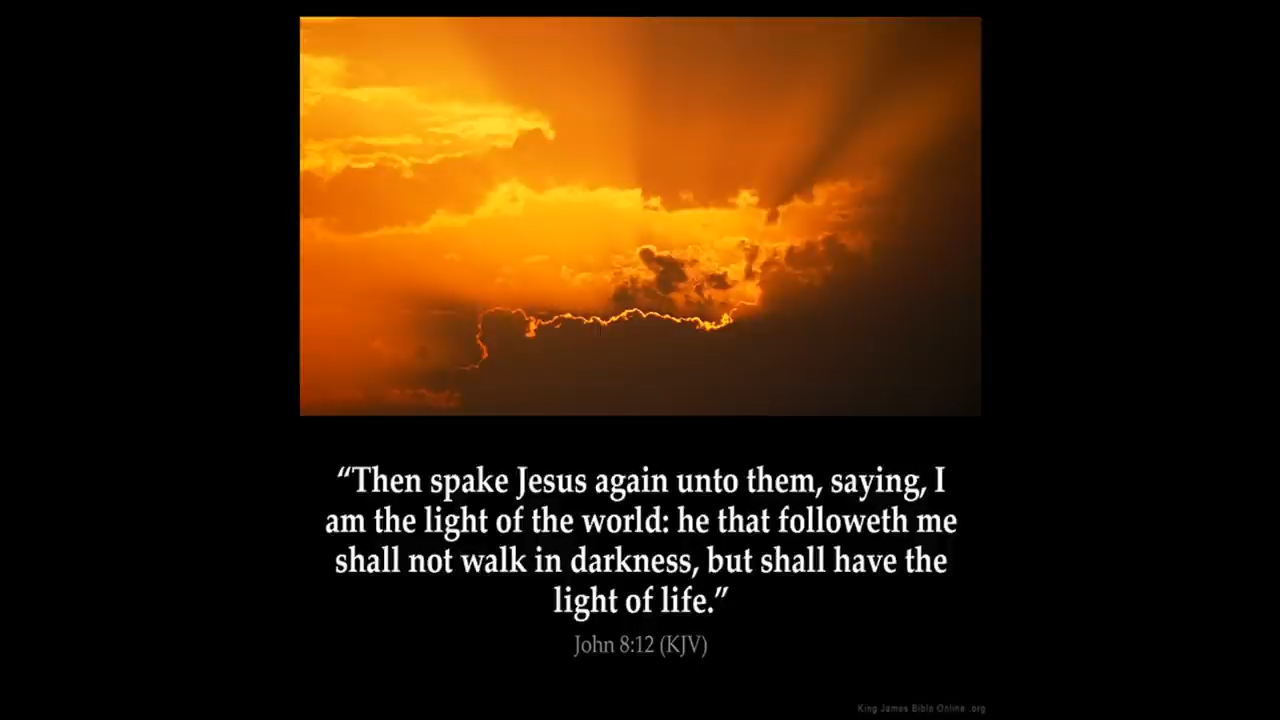 “Then spake Jesus again unto them, saying, I
am the light of the world: he that followeth me
shall not walk in darkness, but shall have the
light of life.”
John 8:12 (KJV)
King James Bible Online .org